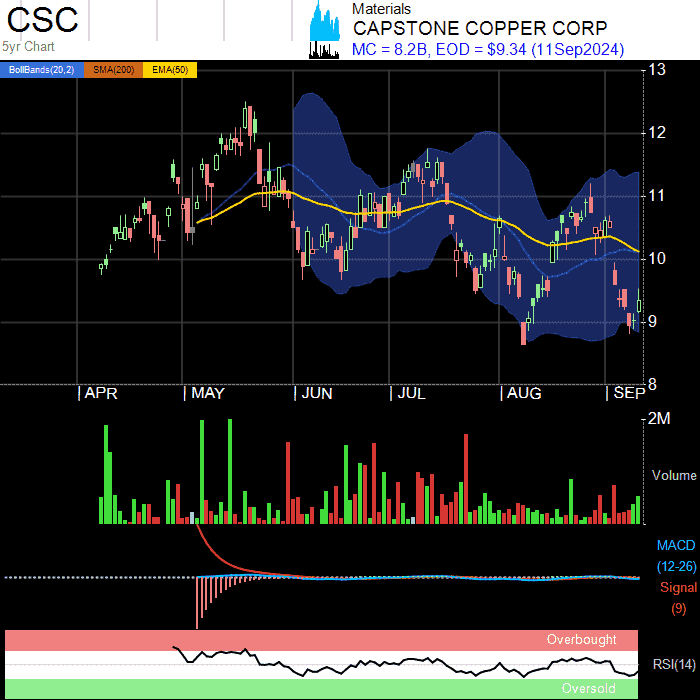 CSC
5yr Chart
Materials
CAPSTONE COPPER CORP
MC = 8.2B, EOD = $9.34 (11Sep2024)
BollBands(20,2) SMA(200) EMA(50)
13
12
11
10
9
8
APR MAY JUN JUL AUG SEP
2M
Volume
MACD
(12-26)
Signal
(9)
Overbought
RSI(14)
Oversold